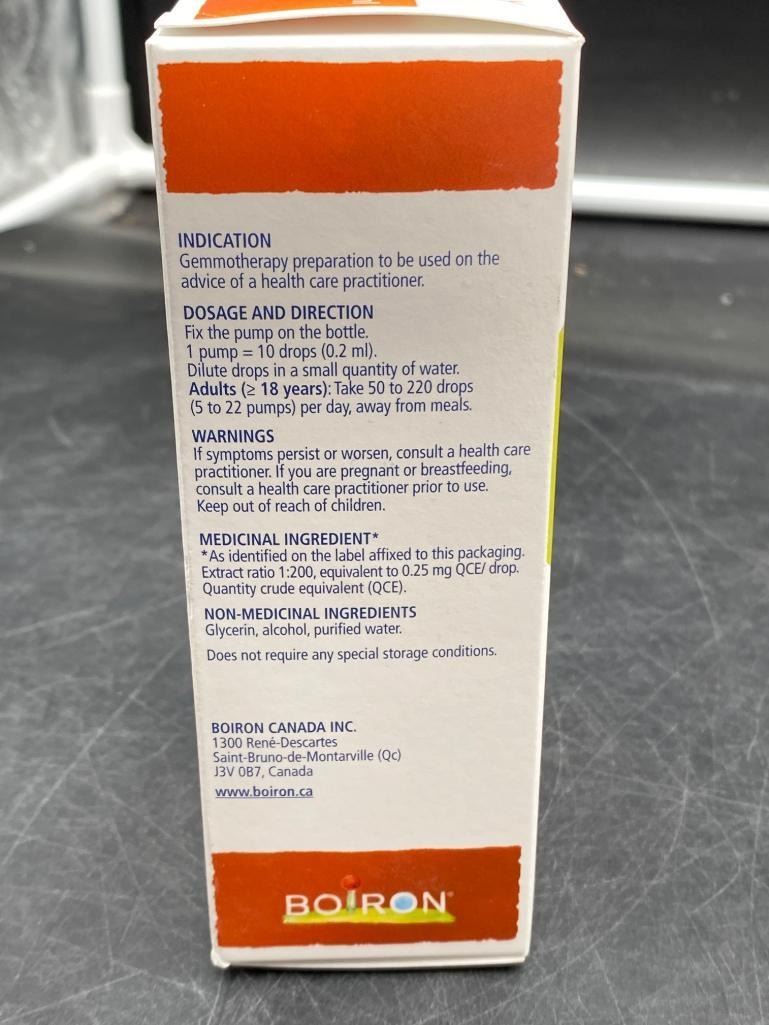 INDICATION
Gemmotherapy preparation to be used on the
advice of a health care practitioner.
DOSAGE AND DIRECTION
Fix the pump on the bottle.
1 pump = 10 drops (0.2 ml).
Dilute drops in a small quantity of water.
Adults (≥ 18 years): Take 50 to 220 drops
(5 to 22 pumps) per day, away from meals.
WARNINGS
If symptoms persist or worsen, consult a health care
practitioner. If you are pregnant or breastfeeding,
consult a health care practitioner prior to use.
Keep out of reach of children.
MEDICINAL INGREDIENT*
*As identified on the label affixed to this packaging.
Extract ratio 1:200, equivalent to 0.25 mg QCE/ drop.
Quantity crude equivalent (QCE).
NON-MEDICINAL INGREDIENTS
Glycerin, alcohol, purified water.
Does not require any special storage conditions.
BOIRON CANADA INC.
1300 René-Descartes
Saint-Bruno-de-Montarville (Qc)
J3V 0B7, Canada
www.boiron.ca
BOIRON®